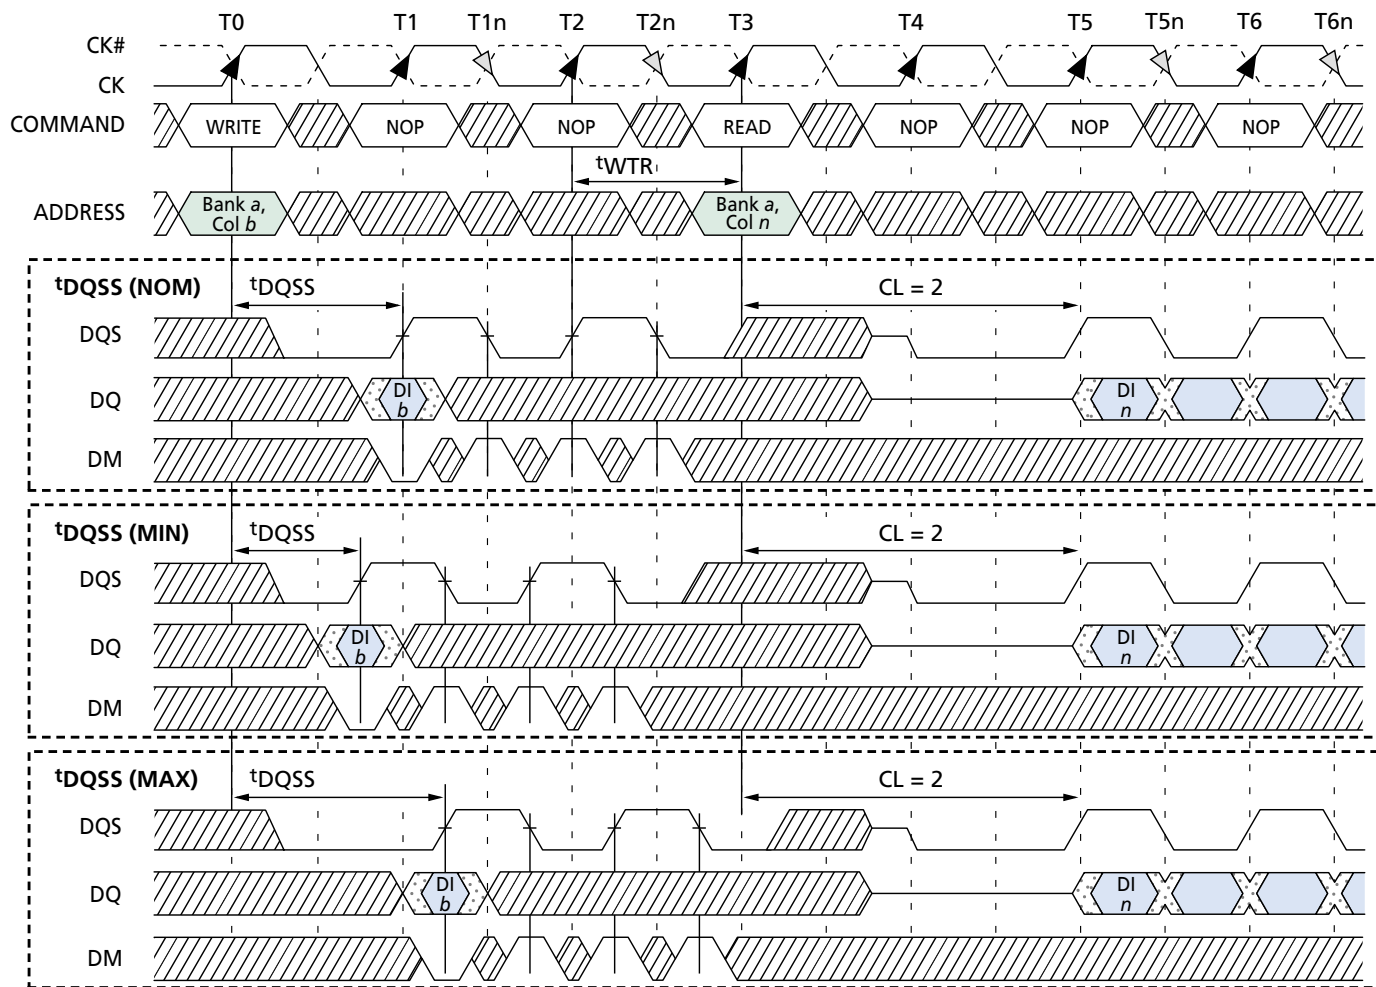 T0 T1 T1n T2 T2n T3 T4 T5 T5n T6 T6n
CK#
CK
COMMAND WRITE NOP NOP READ NOP NOP NOP
tWTR
ADDRESS Bank a, Col b Bank a, Col n
tDQSS (NOM) tDQSS CL = 2
DQS
DQ DI b DI n
DM
tDQSS (MIN) tDQSS CL = 2
DQS
DQ DI b DI n
DM
tDQSS (MAX) tDQSS CL = 2
DQS
DQ DI b DI n
DM